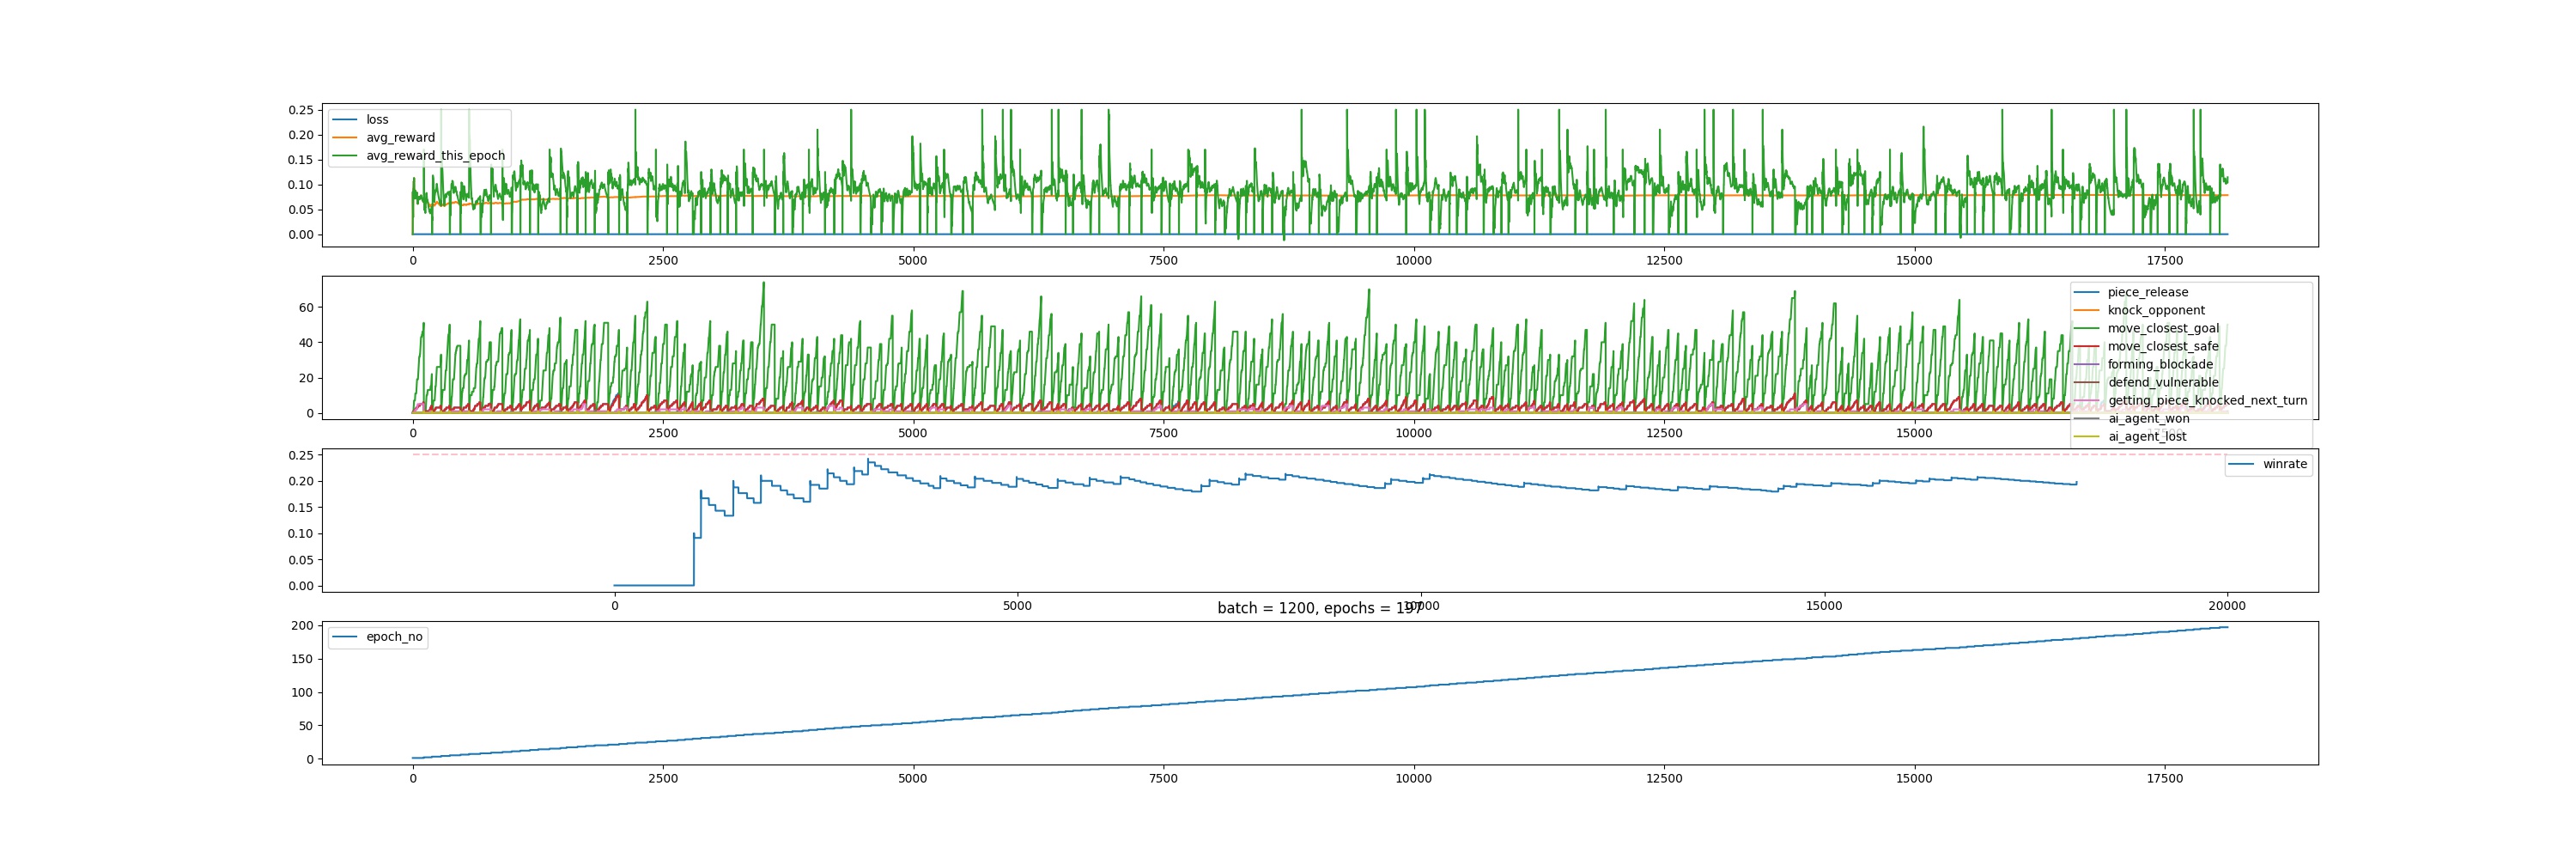 0.25
0.20
0.15
0.10
0.05
0.00
loss
avg_reward
avg_reward_this_epoch
0 2500 5000 7500 10000 12500 15000 17500
60
40
20
0
piece_release
knock_opponent
move_closest_goal
move_closest_safe
forming_blockade
defend_vulnerable
getting_piece_knocked_next_turn
ai_agent_won
ai_agent_lost
0 2500 5000 7500 10000 12500 15000 17500
0.25
0.20
0.15
0.10
0.05
0.00
winrate
0 5000 10000 15000 20000
batch = 1200, epochs = 197
200
150
100
50
0
epoch_no
0 2500 5000 7500 10000 12500 15000 17500